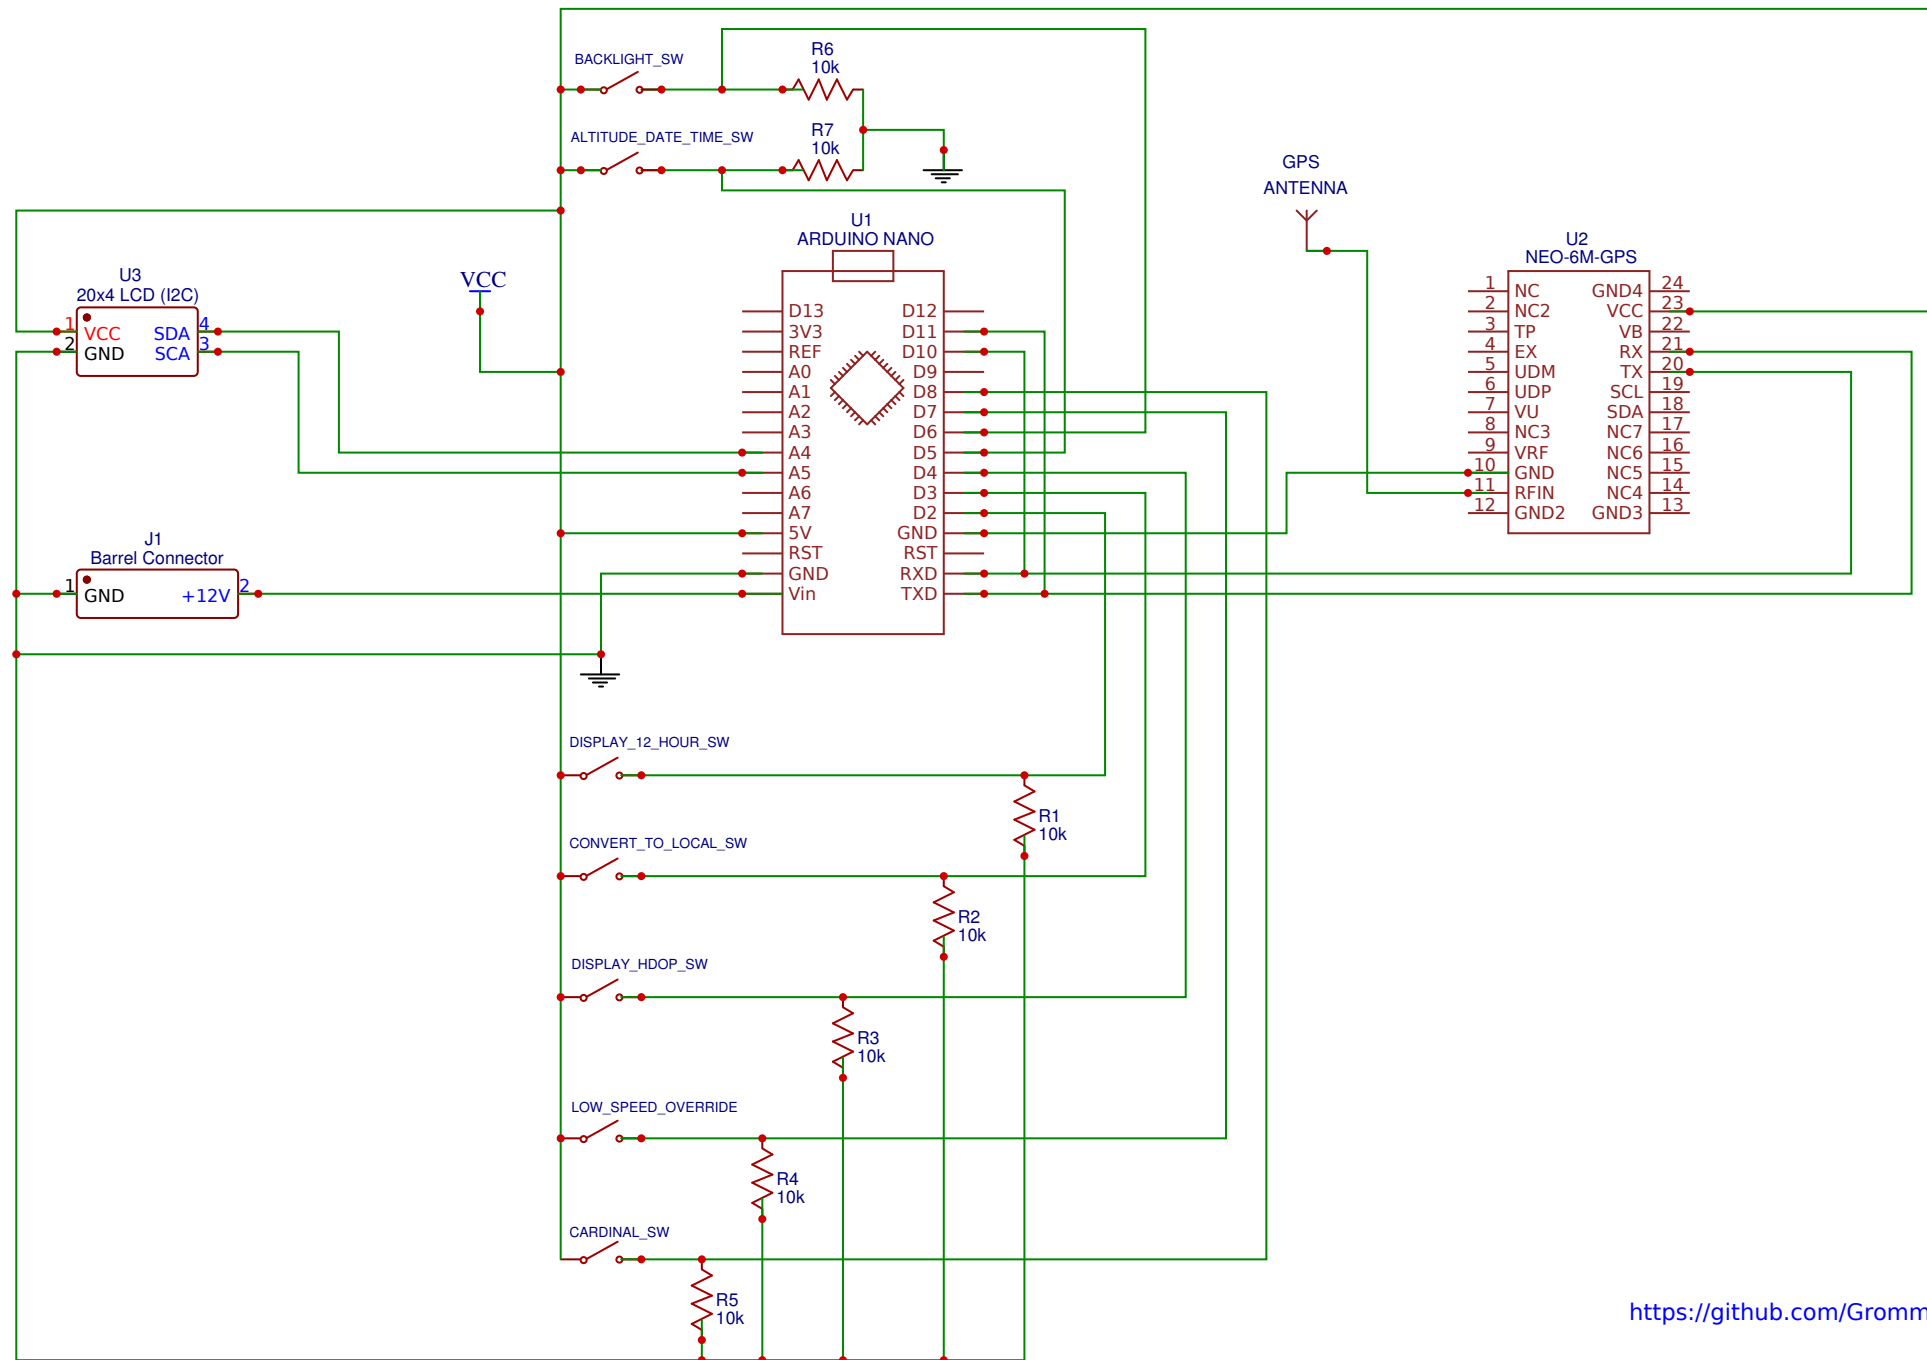 BACKLIGHT_SW
R6
10k
ALTITUDE_DATE_TIME_SW
R7
10k
GPS
ANTENNA
U1
ARDUINO NANO
U2
NEO-6M-GPS
U3
20x4 LCD (I2C)
1 VCC SDA 4
2 GND SCA 3
VCC
D13 D12
3V3 D11
REF D10
A0 D9
A1 D8
A2 D7
A3 D6
A4 D5
A5 D4
A6 D3
A7 D2
5V GND
RST RST
GND RXD
Vin TXD
1 NC GND4 24
2 NC2 VCC 23
3 TP VB 22
4 EX RX 21
5 UDM TX 20
6 UDP SCL 19
7 VU SDA 18
8 NC3 NC7 17
9 VRF NC6 16
10 GND NC5 15
11 RFIN NC4 14
12 GND2 GND3 13
J1
Barrel Connector
1 GND +12V 2
DISPLAY_12_HOUR_SW
R1
10k
CONVERT_TO_LOCAL_SW
R2
10k
DISPLAY_HDOP_SW
R3
10k
LOW_SPEED_OVERRIDE
R4
10k
CARDINAL_SW
R5
10k
https://github.com/Gromm